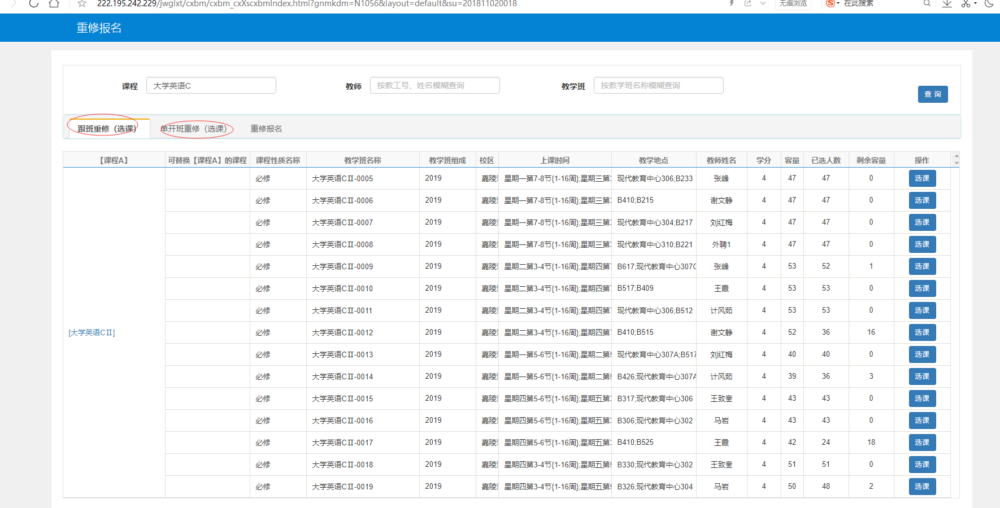 222.195.242.229/jwglxt/cxbm/cxbm_cxXscxbmIndex.html?gnmkdm=N1056&layout=default&su=201811020018 无痕浏览 在此搜索
重修报名
课程 大学英语C 教师 按教工号、姓名模糊查询 教学班 按教学班名称模糊查询
查 询
跟班重修（选课） 单开班重修（选课） 重修报名
【课程A】 可替换【课程A】的课程 课程性质名称 教学班名称 教学班组成 校区 上课时间 教学地点 教师姓名 学分 容量 已选人数 剩余容量 操作
必修 大学英语CⅡ-0005 2019 嘉陵 星期一第7-8节{1-16周};星期三第 现代教育中心306;B233 张峰 4 47 47 0 选课
必修 大学英语CⅡ-0006 2019 嘉陵 星期一第7-8节{1-16周};星期三第 B410;B215 谢文静 4 47 47 0 选课
必修 大学英语CⅡ-0007 2019 嘉陵 星期一第7-8节{1-16周};星期三第 现代教育中心304;B217 刘红梅 4 47 47 0 选课
必修 大学英语CⅡ-0008 2019 嘉陵 星期一第7-8节{1-16周};星期三第 现代教育中心310;B221 外聘1 4 47 47 0 选课
必修 大学英语CⅡ-0009 2019 嘉陵 星期二第3-4节{1-16周};星期四第 B617;现代教育中心307C 张峰 4 53 52 1 选课
必修 大学英语CⅡ-0010 2019 嘉陵 星期二第3-4节{1-16周};星期四第 B517;B409 王霞 4 53 53 0 选课
必修 大学英语CⅡ-0011 2019 嘉陵 星期二第3-4节{1-16周};星期四第 现代教育中心306;B512 计风茹 4 53 53 0 选课
[大学英语CⅡ] 必修 大学英语CⅡ-0012 2019 嘉陵 星期二第3-4节{1-16周};星期四第 B410;B515 谢文静 4 52 36 16 选课
必修 大学英语CⅡ-0013 2019 嘉陵 星期一第5-6节{1-16周};星期二第 现代教育中心307A;B517 刘红梅 4 40 40 0 选课
必修 大学英语CⅡ-0014 2019 嘉陵 星期一第5-6节{1-16周};星期二第 B426;现代教育中心307A 计风茹 4 39 36 3 选课
必修 大学英语CⅡ-0015 2019 嘉陵 星期四第5-6节{1-16周};星期五第 B317;现代教育中心306 王致奎 4 43 43 0 选课
必修 大学英语CⅡ-0016 2019 嘉陵 星期四第5-6节{1-16周};星期五第 B306;现代教育中心302 马岩 4 43 43 0 选课
必修 大学英语CⅡ-0017 2019 嘉陵 星期四第5-6节{1-16周};星期五第 B410;B525 王霞 4 42 24 18 选课
必修 大学英语CⅡ-0018 2019 嘉陵 星期四第3-4节{1-16周};星期五第 B330;现代教育中心302 王致奎 4 51 51 0 选课
必修 大学英语CⅡ-0019 2019 嘉陵 星期四第3-4节{1-16周};星期五第 B326;现代教育中心304 马岩 4 50 48 2 选课